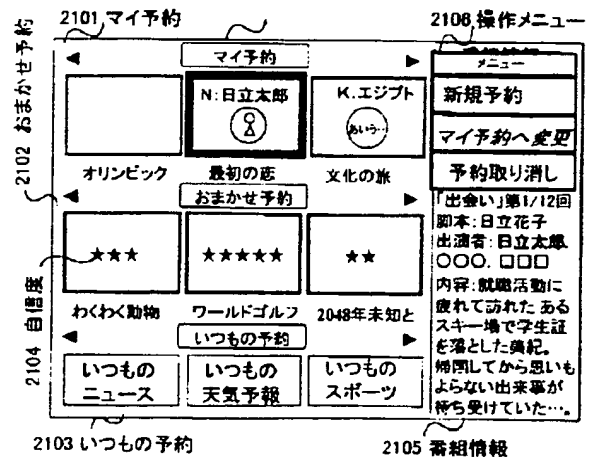 2101 マイ予約
2106 操作メニュー
2102 おまかせ予約
マイ予約
N:日立太郎
K.エジプト
あいう…
オリンピック
最初の恋
文化の旅
おまかせ予約
★★★
★★★★★
★★
わくわく動物
ワールドゴルフ
2048年未知と
2104 自信度
いつもの予約
いつもの
ニュース
いつもの
天気予報
いつもの
スポーツ
メニュー
新規予約
マイ予約へ変更
予約取り消し
「出会い」第1/12回
脚本:日立花子
出演者:日立太郎
○○○. □□□
内容:就職活動に
疲れて訪れた ある
スキー場で学生証
を落とした美紀。
帰国してから思いも
よらない出来事が
待ち受けていた…。
2103 いつもの予約
2105 番組情報